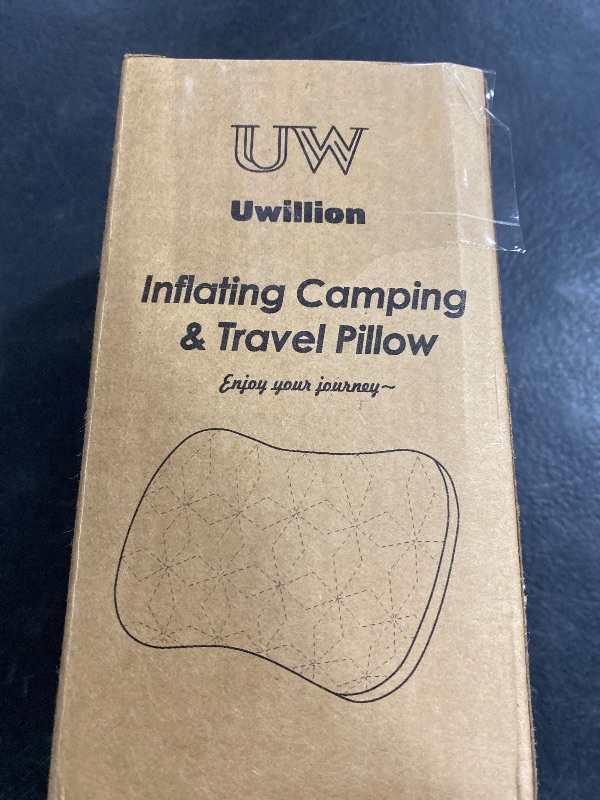 UW
Uwillion
Inflating Camping
& Travel Pillow
Enjoy your journey~